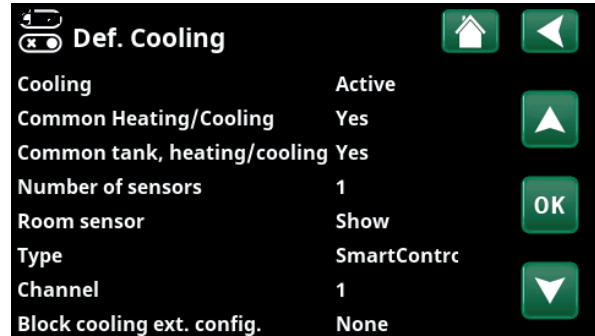 Def. Cooling
Cooling Active
Common Heating/Cooling Yes
Common tank, heating/cooling Yes
Number of sensors 1
Room sensor Show
OK
Type SmartContrc
Channel 1
Block cooling ext. config. None